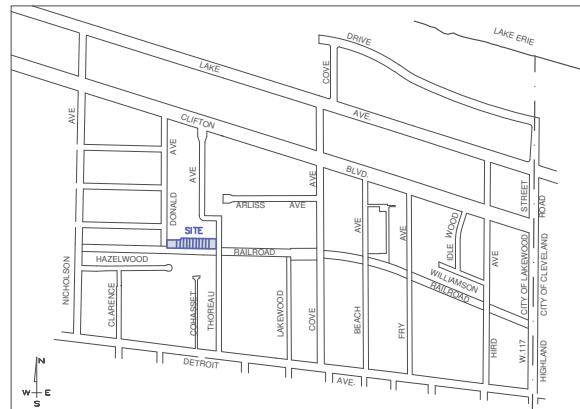 LAKE ERIE
DRIVE
COVE
LAKE
AVE.
CLIFTON
BLVD.
AVE
AVE
AVE
AVE
DONALD
ARLISS AVE
SITE
STREET
ROAD
AVE
AVE
IDLE WOOD
AVE
RAILROAD
HAZELWOOD
WILLIAMSON
RAILROAD
CITY OF LAKEWOOD
CITY OF CLEVELAND
NICHOLSON
CLARENCE
COHASSET
THOREAU
LAKEWOOD
COVE
BEACH
FRY
HIRD
W.117
HIGHLAND
DETROIT
AVE.
N
W E
S